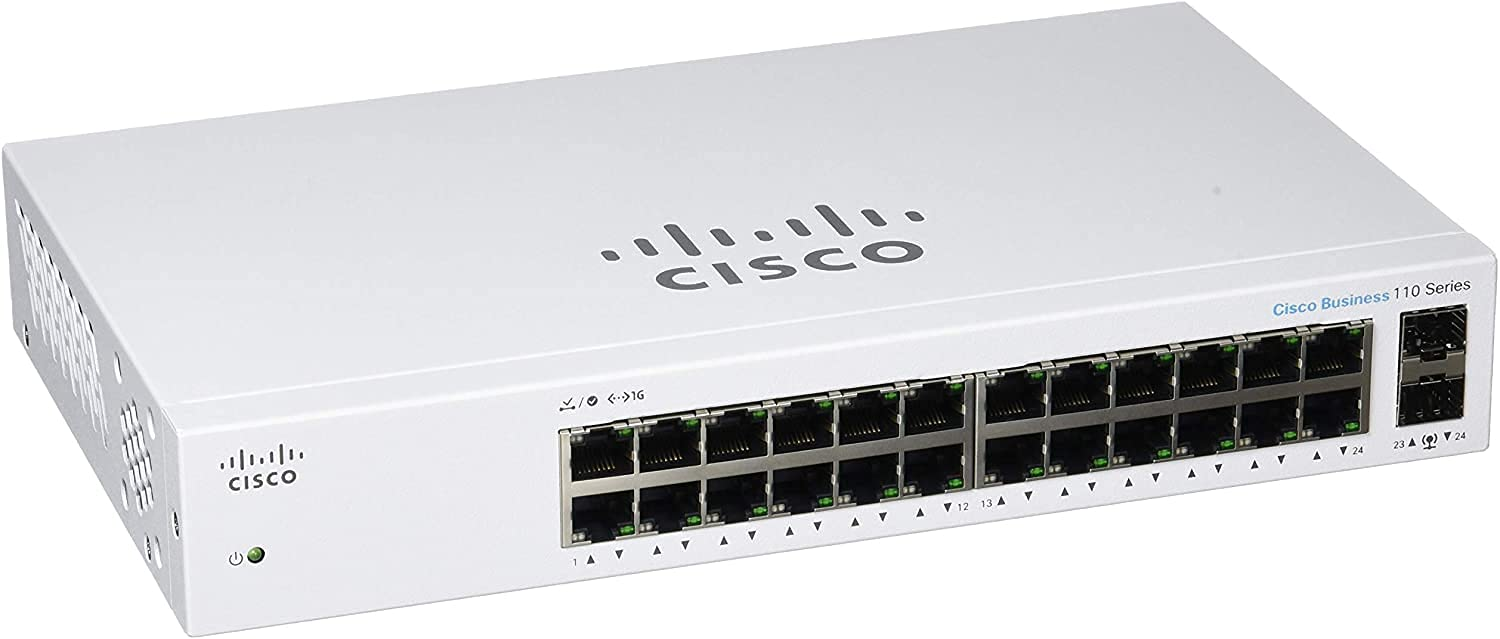 CISCO
Cisco Business 110 Series
1G
CISCO
1 12 13 24
23 24